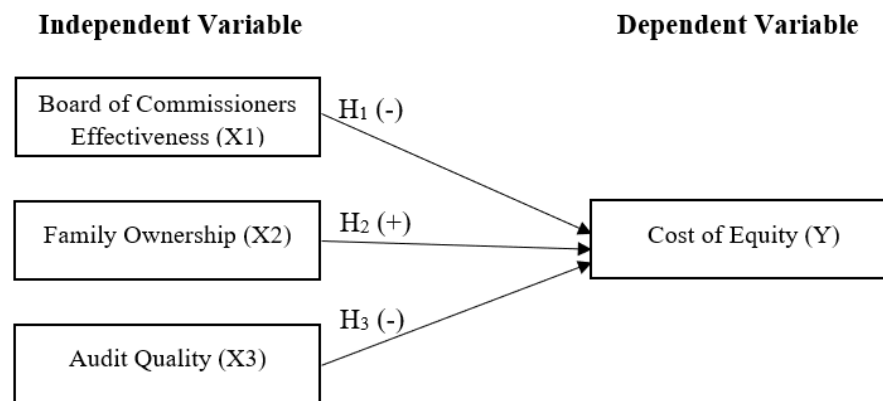 Independent Variable
Dependent Variable
Board of Commissioners
Effectiveness (X1)
H₁ (-)
Family Ownership (X2)
H₂ (+)
Cost of Equity (Y)
H₃ (-)
Audit Quality (X3)